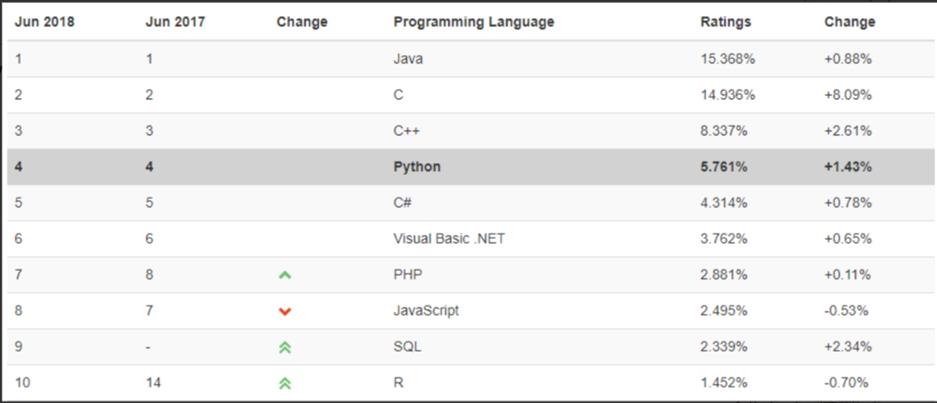 Jun 2018 Jun 2017 Change Programming Language Ratings Change
1 1 Java 15.368% +0.88%
2 2 C 14.936% +8.09%
3 3 C++ 8.337% +2.61%
4 4 Python 5.761% +1.43%
5 5 C# 4.314% +0.78%
6 6 Visual Basic .NET 3.762% +0.65%
7 8 PHP 2.881% +0.11%
8 7 JavaScript 2.495% -0.53%
9 - SQL 2.339% +2.34%
10 14 R 1.452% -0.70%